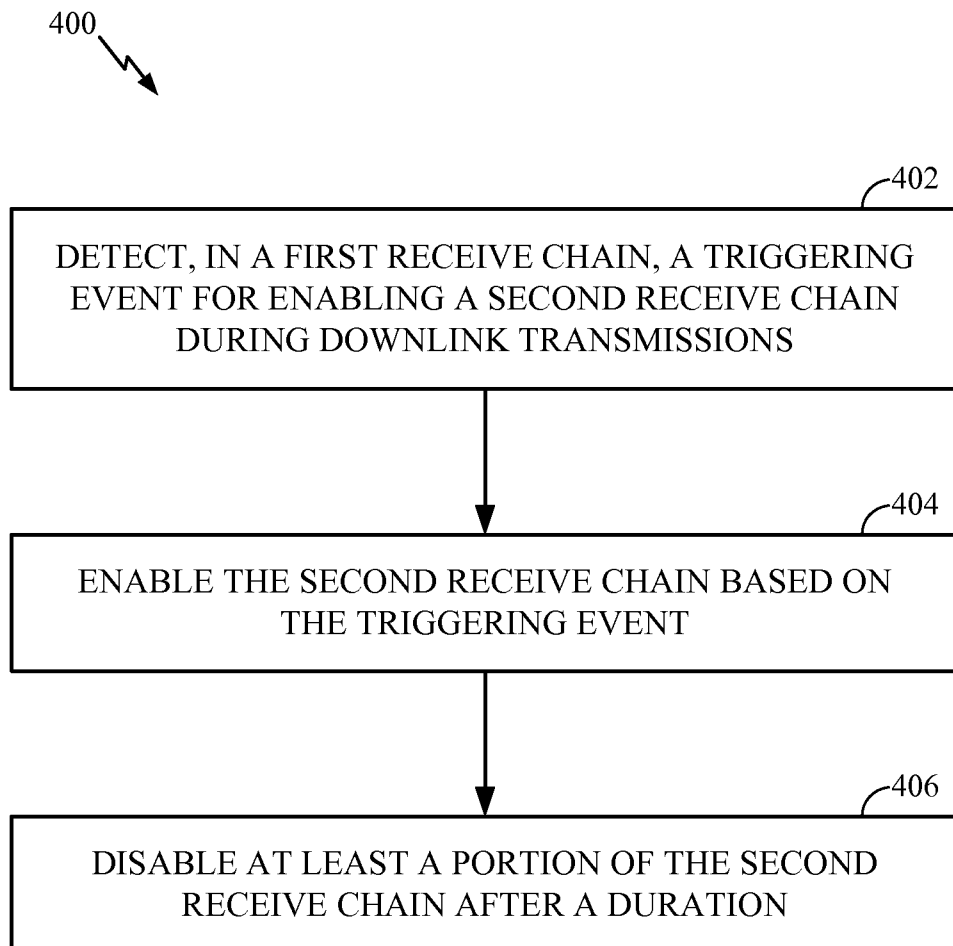 400
402
DETECT, IN A FIRST RECEIVE CHAIN, A TRIGGERING
EVENT FOR ENABLING A SECOND RECEIVE CHAIN
DURING DOWNLINK TRANSMISSIONS
404
ENABLE THE SECOND RECEIVE CHAIN BASED ON
THE TRIGGERING EVENT
406
DISABLE AT LEAST A PORTION OF THE SECOND
RECEIVE CHAIN AFTER A DURATION